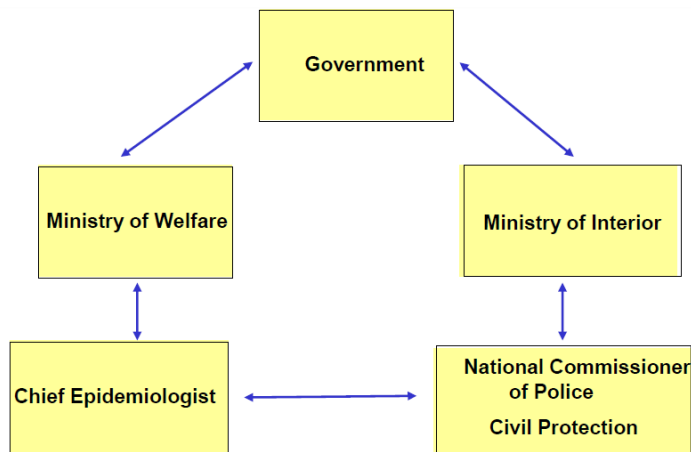 Government
Ministry of Welfare
Ministry of Interior
Chief Epidemiologist
National Commissioner
of Police
Civil Protection